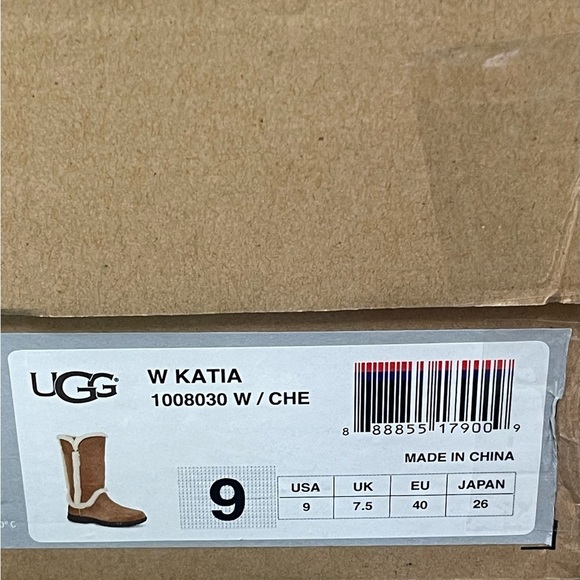 UGG®
W KATIA
1008030 W / CHE
8 88855 17900 9
MADE IN CHINA
9
USA UK EU JAPAN
9 7.5 40 26
0° C